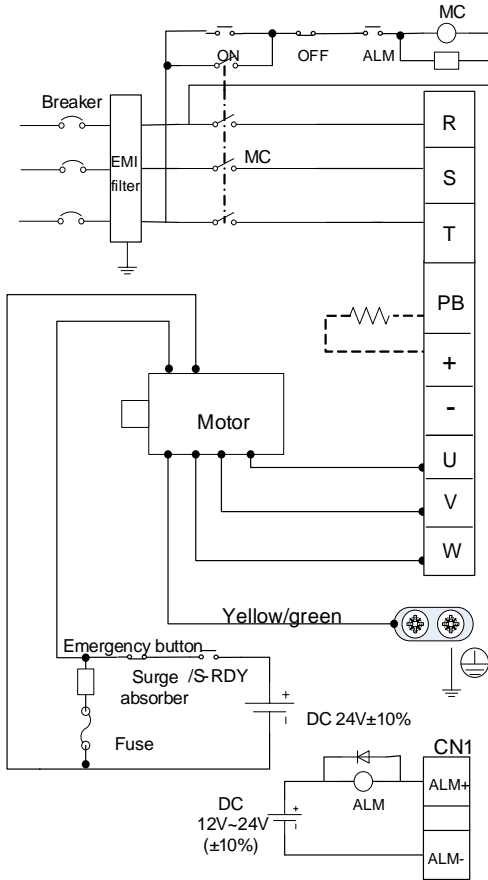 MC
ON
OFF
ALM
Breaker
EMI
filter
MC
R
S
T
PB
+
-
U
V
W
Motor
Yellow/green
Emergency button
Surge
absorber
/S-RDY
+
DC 24V±10%
Fuse
CN1
ALM+
ALM
DC
12V~24V
(±10%)
+
ALM-